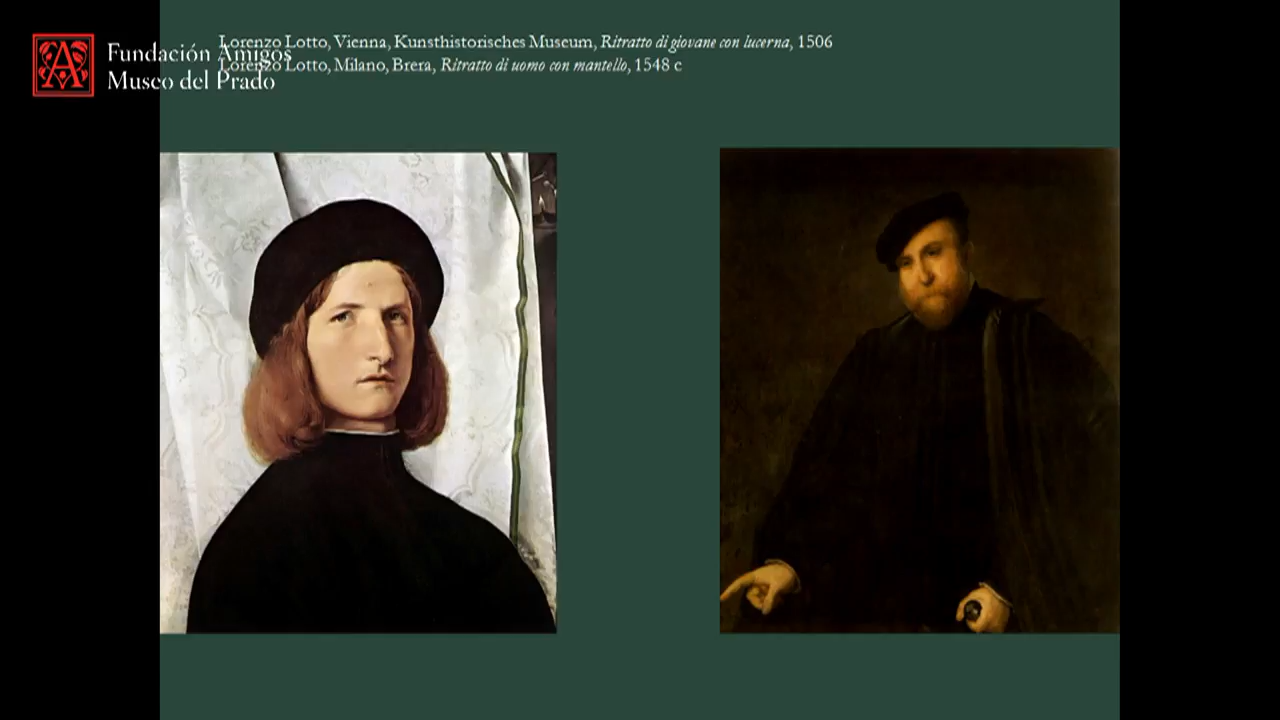 Lorenzo Lotto, Vienna, Kunsthistorisches Museum, Ritratto di giovane con lucerna, 1506
Lorenzo Lotto, Milano, Brera, Ritratto di uomo con mantello, 1548 c
A
Fundación Amigos
Museo del Prado